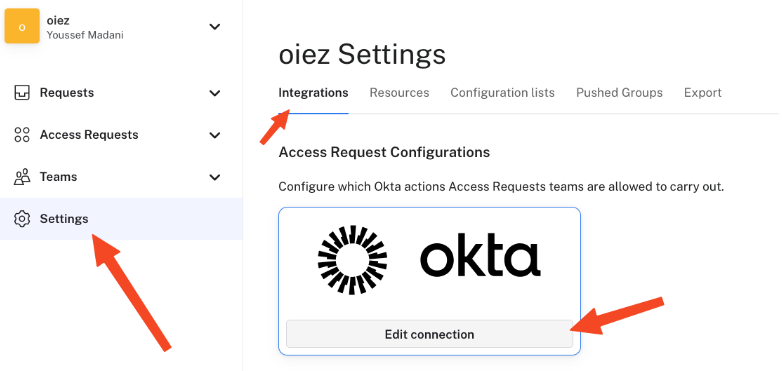 o
oiez
Youssef Madani
Requests
Access Requests
Teams
Settings
oiez Settings
Integrations Resources Configuration lists Pushed Groups Export
Access Request Configurations
Configure which Okta actions Access Requests teams are allowed to carry out.
okta
Edit connection